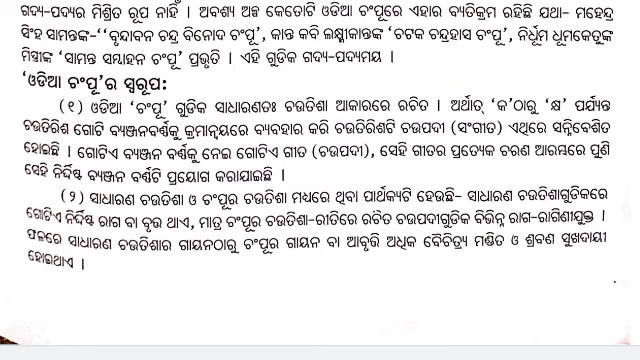 ଗଦ୍ୟ-ପଦ୍ୟର ମିଶ୍ରିତ ରୂପ ନାହିଁ । ଅବଶ୍ୟ ଅଳ୍ପ କେତୋଟି ଓଡିଆ ଚଂପୂରେ ଏହାର ବ୍ୟତିକ୍ରମ ରହିଛି ଯଥା- ମହେନ୍ଦ୍ର
ସିଂହ ସାମନ୍ତଙ୍କ-‘‘ବୃନ୍ଦାବନ ଚନ୍ଦ୍ର ବିନୋଦ ଚଂପୂ’, କାନ୍ତ କବି ଲକ୍ଷ୍ମୀକାନ୍ତଙ୍କ ‘ଚଟକ ଚନ୍ଦ୍ରହାସ ଚଂପୂ’, ନିର୍ଧୂମ ଧୂମକେତୁଙ୍କ
ମିସ୍ତ୍ରୀଙ୍କ ‘ସାମନ୍ତ ସମ୍ମାହନ ଚଂପୂ’ ପ୍ରଭୃତି । ଏହି ଗୁଡିକ ଗଦ୍ୟ-ପଦ୍ୟମୟ ।
‘ଓଡିଆ ଚଂପୂ’ର ସ୍ୱରୂପ:
(୧) ଓଡିଆ ‘ଚଂପୂ’ ଗୁଡିକ ସାଧାରଣତଃ ଚଉତିଶା ଆକାରରେ ରଚିତ । ଅର୍ଥାତ୍ ‘କ’ଠାରୁ ‘କ୍ଷ’ ପର୍ଯ୍ୟନ୍ତ
ଚଉତିରିଶ ଗୋଟି ବ୍ୟଞ୍ଜନବର୍ଣ୍ଣକୁ କ୍ରମାନ୍ୱୟରେ ବ୍ୟବହାର କରି ଚଉତିରିଶଟି ଚଉପଦୀ (ସଂଗୀତ) ଏଥିରେ ସନ୍ନିବେଶିତ
ହୋଇଛି । ଗୋଟିଏ ବ୍ୟଞ୍ଜନ ବର୍ଣ୍ଣକୁ ନେଇ ଗୋଟିଏ ଗୀତ (ଚଉପଦୀ), ସେହି ଗୀତର ପ୍ରତ୍ୟେକ ଚରଣ ଆରମ୍ଭରେ ପୁଣି
ସେହି ନିର୍ଦ୍ଦିଷ୍ଟ ବ୍ୟଞ୍ଜନ ବର୍ଣ୍ଣଟି ପ୍ରୟୋଗ କରାଯାଇଛି ।
(୨) ସାଧାରଣ ଚଉତିଶା ଓ ଚଂପୂର ଚଉତିଶା ମଧ୍ୟରେ ଥିବା ପାର୍ଥକ୍ୟଟି ହେଉଛି- ସାଧାରଣ ଚଉତିଶାଗୁଡିକରେ
ଗୋଟିଏ ନିର୍ଦ୍ଦିଷ୍ଟ ରାଗ ବା ବୃତ୍ତ ଥାଏ, ମାତ୍ର ଚଂପୂର ଚଉତିଶା-ରୀତିରେ ରଚିତ ଚଉପଦୀଗୁଡିକ ବିଭିନ୍ନ ରାଗ-ରାଗିଣୀଯୁକ୍ତ ।
ଫଳରେ ସାଧାରଣ ଚଉତିଶାର ଗାୟନଠାରୁ ଚଂପୂର ଗାୟନ ବା ଆବୃତ୍ତି ଅଧିକ ବୈଚିତ୍ର୍ୟ ମଣ୍ଡିତ ଓ ଶ୍ରବଣ ସୁଖଦାୟୀ
ହୋଇଥାଏ ।